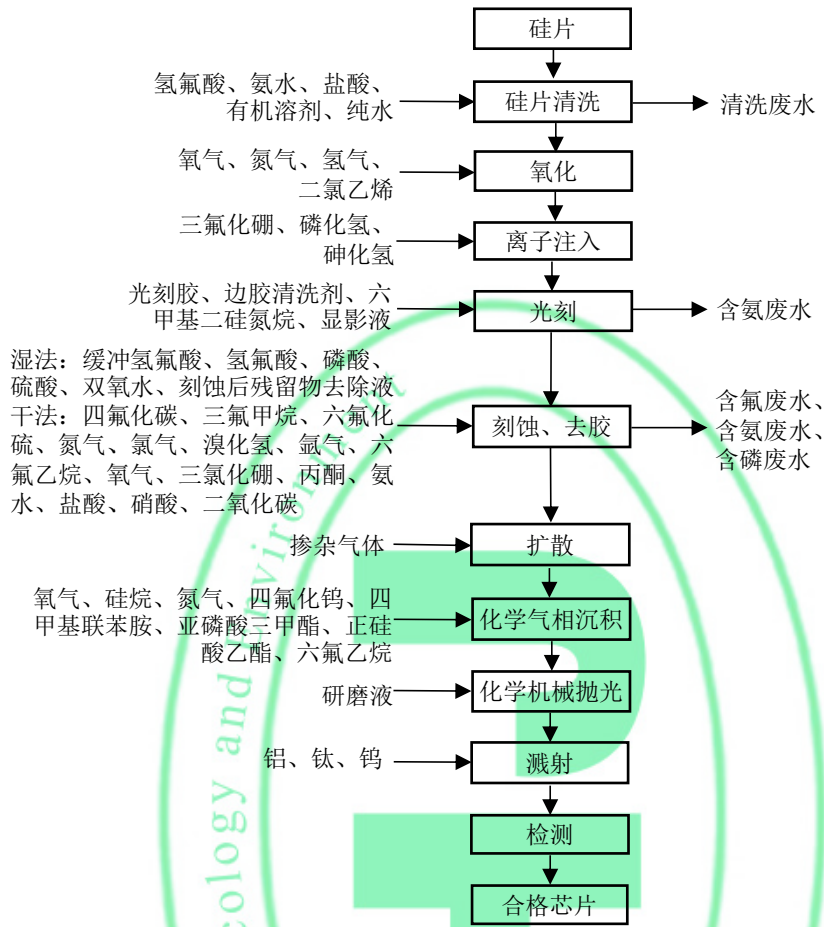 硅片
氢氟酸、氨水、盐酸、
有机溶剂、纯水
硅片清洗
清洗废水
氧气、氮气、氢气、
二氯乙烯
氧化
三氟化硼、磷化氢、
砷化氢
离子注入
光刻胶、边胶清洗剂、六
甲基二硅氮烷、显影液
光刻
含氨废水
湿法：缓冲氢氟酸、氢氟酸、磷酸、
硫酸、双氧水、刻蚀后残留物去除液
干法：四氟化碳、三氟甲烷、六氟化
硫、氮气、氯气、溴化氢、氩气、六
氟乙烷、氧气、三氯化硼、丙酮、氨
水、盐酸、硝酸、二氧化碳
刻蚀、去胶
含氟废水、
含氨废水、
含磷废水
掺杂气体
扩散
氧气、硅烷、氮气、四氟化钨、四
甲基联苯胺、亚磷酸三甲酯、正硅
酸乙酯、六氟乙烷
化学气相沉积
研磨液
化学机械抛光
铝、钛、钨
溅射
检测
合格芯片
cology and Environment